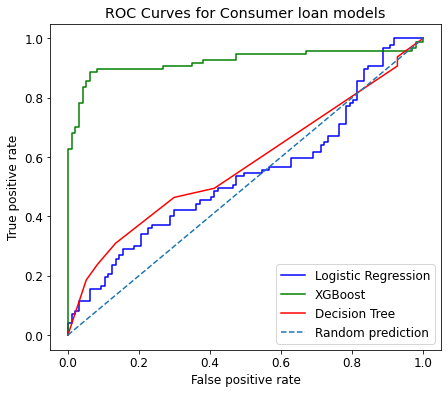 ROC Curves for Consumer loan models
True positive rate
1.0
0.8
0.6
0.4
0.2
0.0
Logistic Regression
XGBoost
Decision Tree
Random prediction
0.0 0.2 0.4 0.6 0.8 1.0
False positive rate